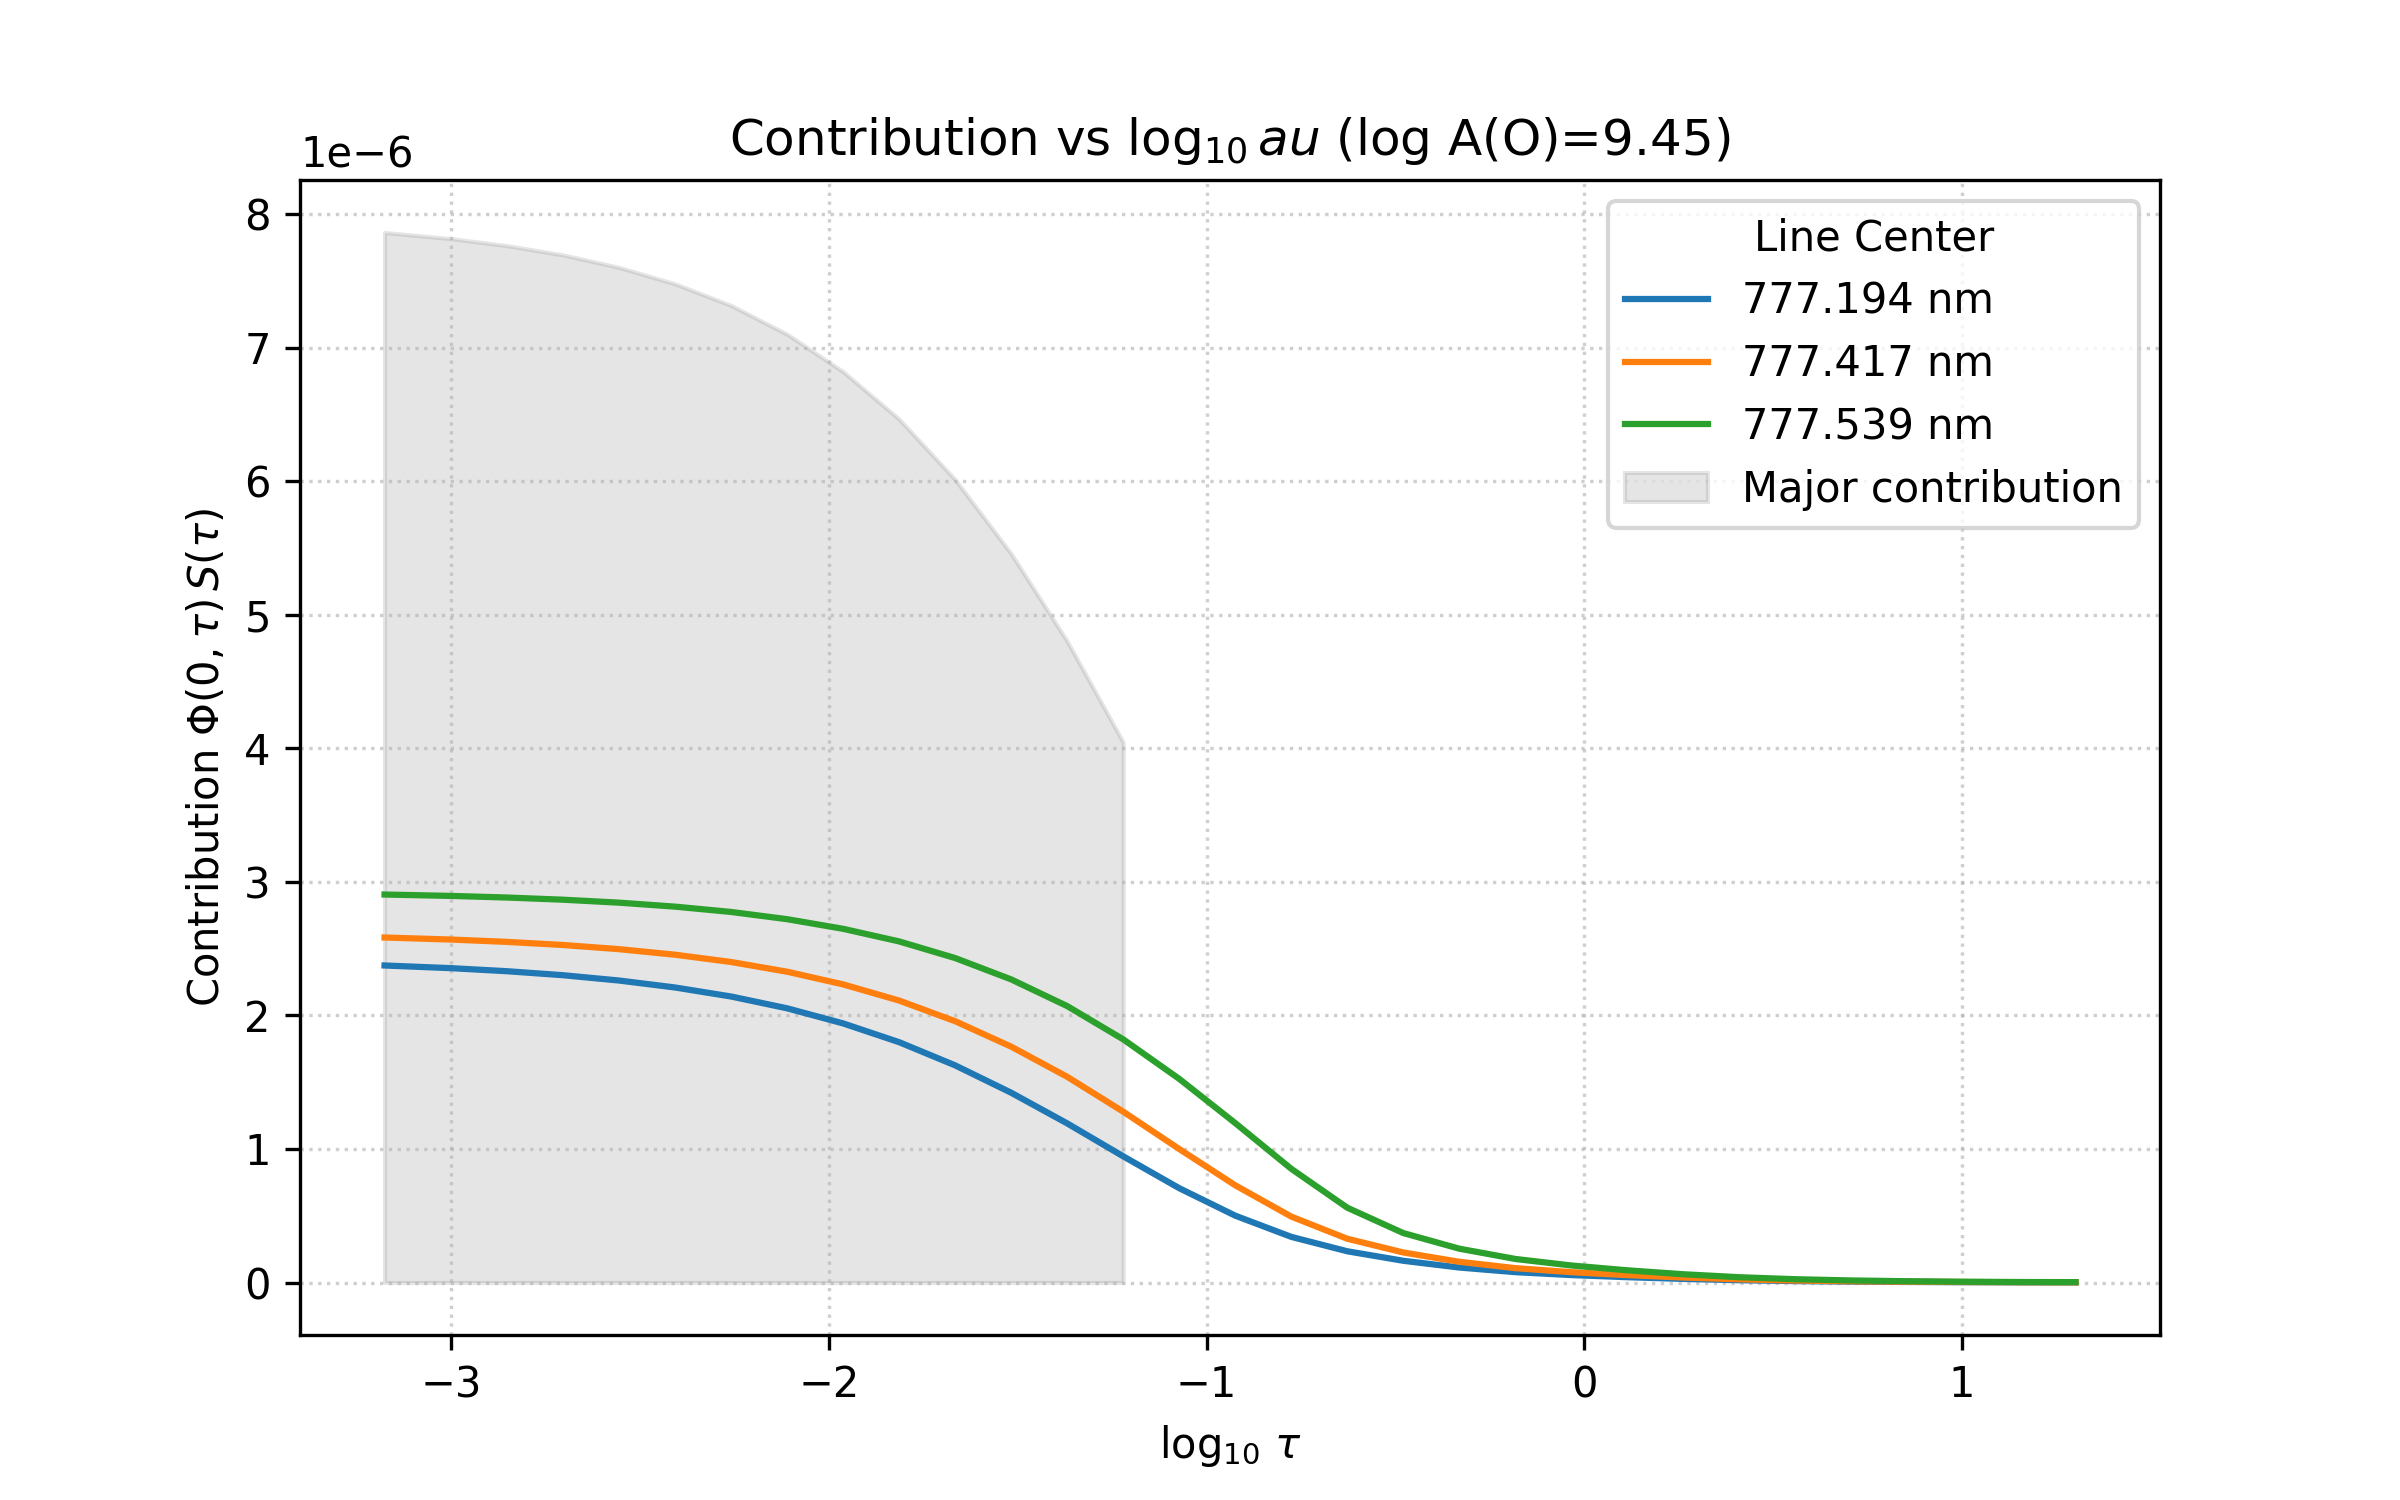 Contribution vs log₁₀ au (log A(O)=9.45)
1e−6
8
7
6
5
4
3
2
1
0
Contribution Φ(0, τ) S(τ)
Line Center
777.194 nm
777.417 nm
777.539 nm
Major contribution
−3 −2 −1 0 1
log₁₀ τ